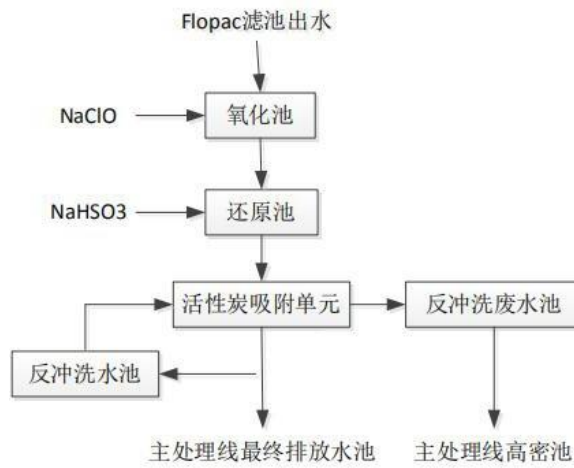 Flopac滤池出水
NaClO
氧化池
NaHSO3
还原池
活性炭吸附单元
反冲洗废水池
反冲洗水池
主处理线最终排放水池
主处理线高密池